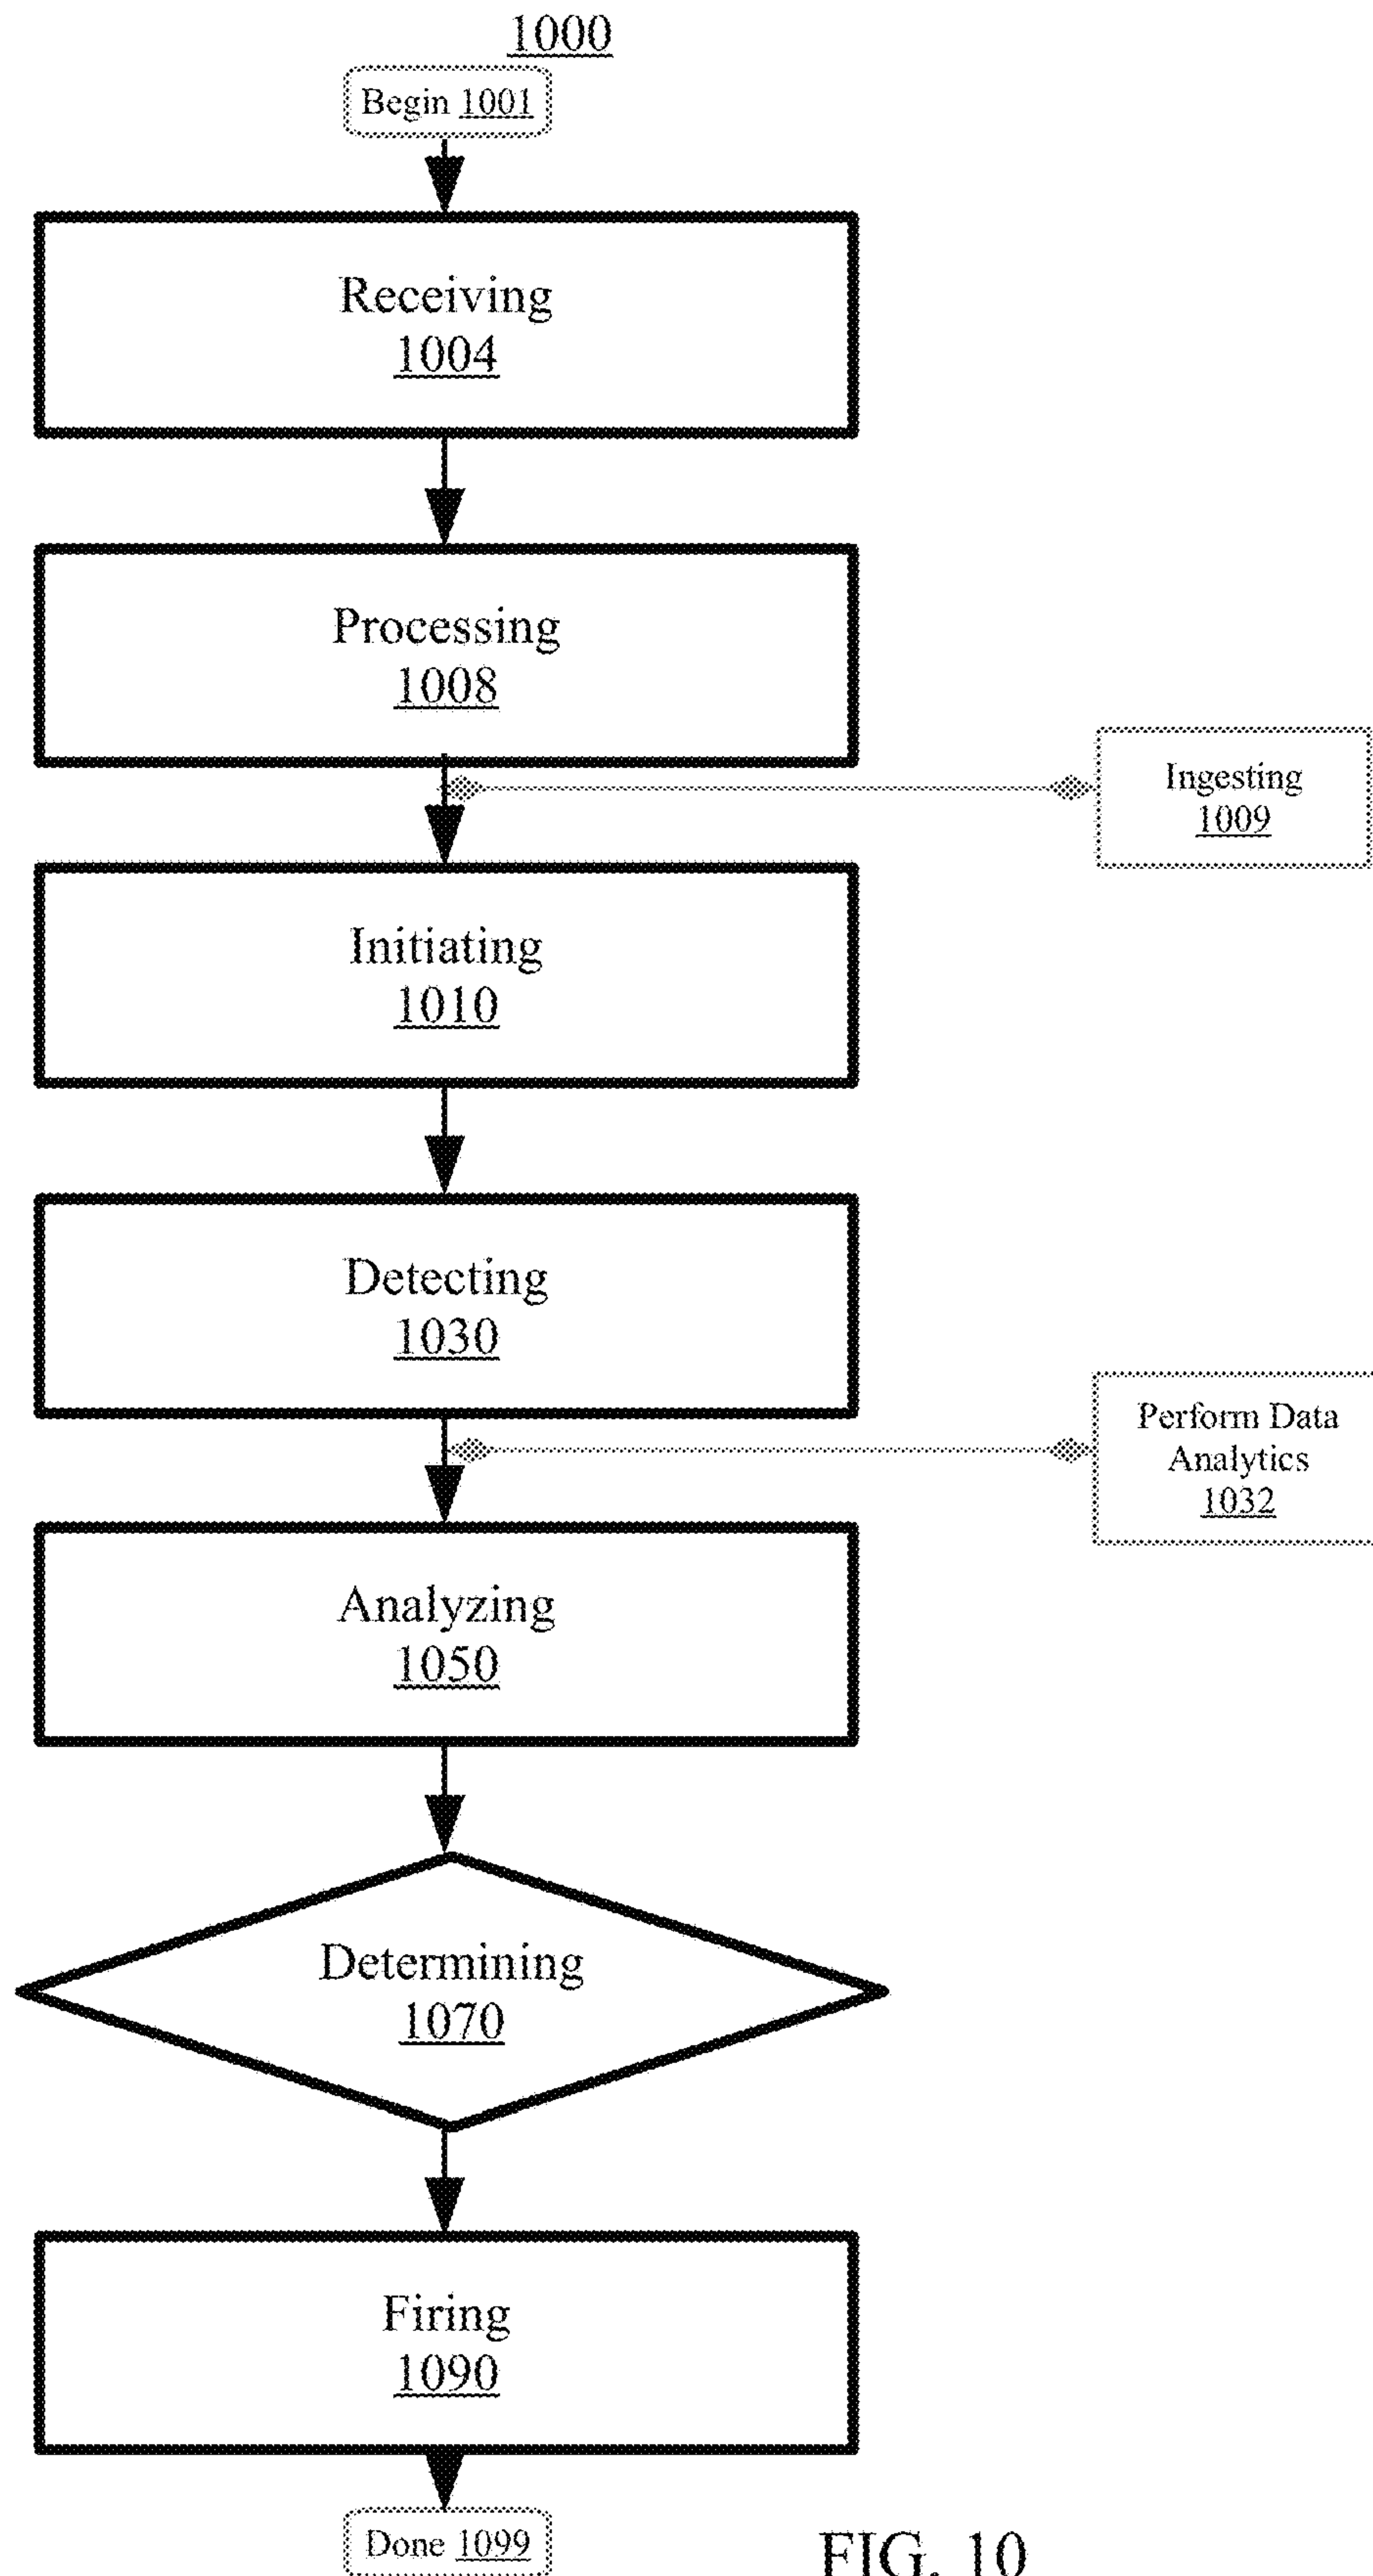 1000
Begin 1001
Receiving
1004
Processing
1008
Ingesting
1009
Initiating
1010
Detecting
1030
Perform Data
Analytics
1032
Analyzing
1050
Determining
1070
Firing
1090
Done 1099
FIG. 10